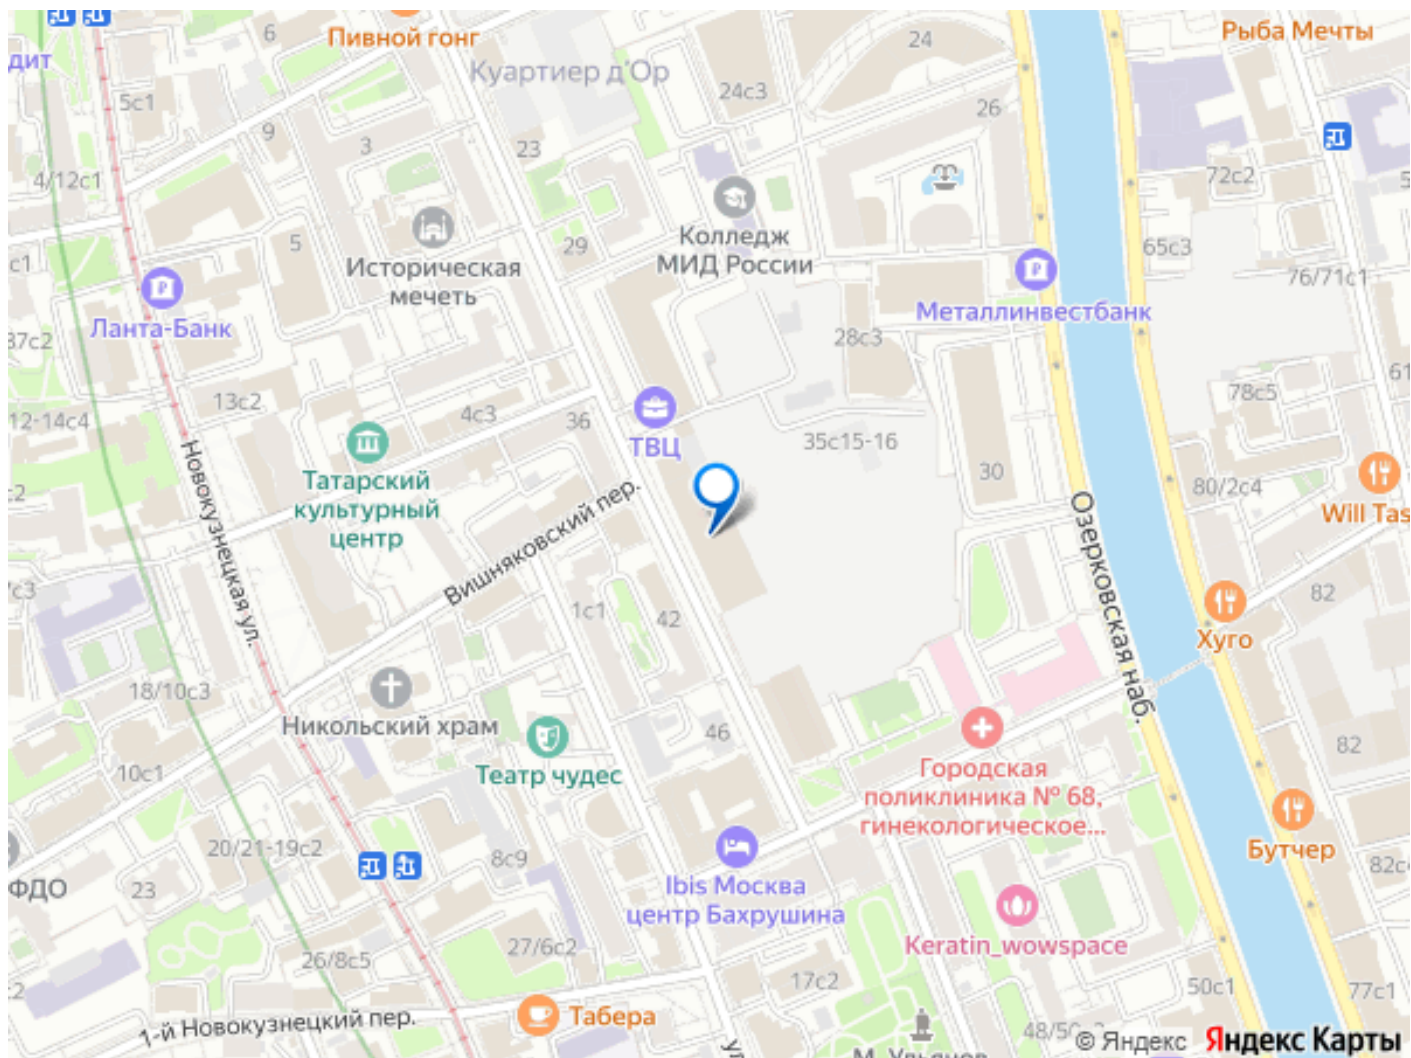 Пивной гонг
Рыба Мечты
дит
6
24
Куартиер д'Ор
5с1
24с3
26
9
3
23
4/12с1
72с2
5
Колледж
МИД России
29
65с3
с1
Историческая
мечеть
76/71с1
Ланта-Банк
Металлинвестбанк
37с2
28с3
61
13с2
78с5
12-14с4
4с3
36
ТВЦ
35с15-16
Татарский
культурный
центр
30
80/2с4
Will Tas
Новокузнецкая ул.
Вишняковский пер.
Озерковская наб.
7с3
1с1
42
82
Хуго
18/10с3
Никольский храм
46
82
10с1
Театр чудес
Городская
поликлиника № 68,
гинекологическое...
20/21-19с2
8с9
Бутчер
82с4
ФДО
23
Ibis Москва
центр Бахрушина
Keratin_wowspace
27/6с2
26/8с5
17с2
50с1
77с1
1-й Новокузнецкий пер.
Табера
© Яндекс Яндекс Карты